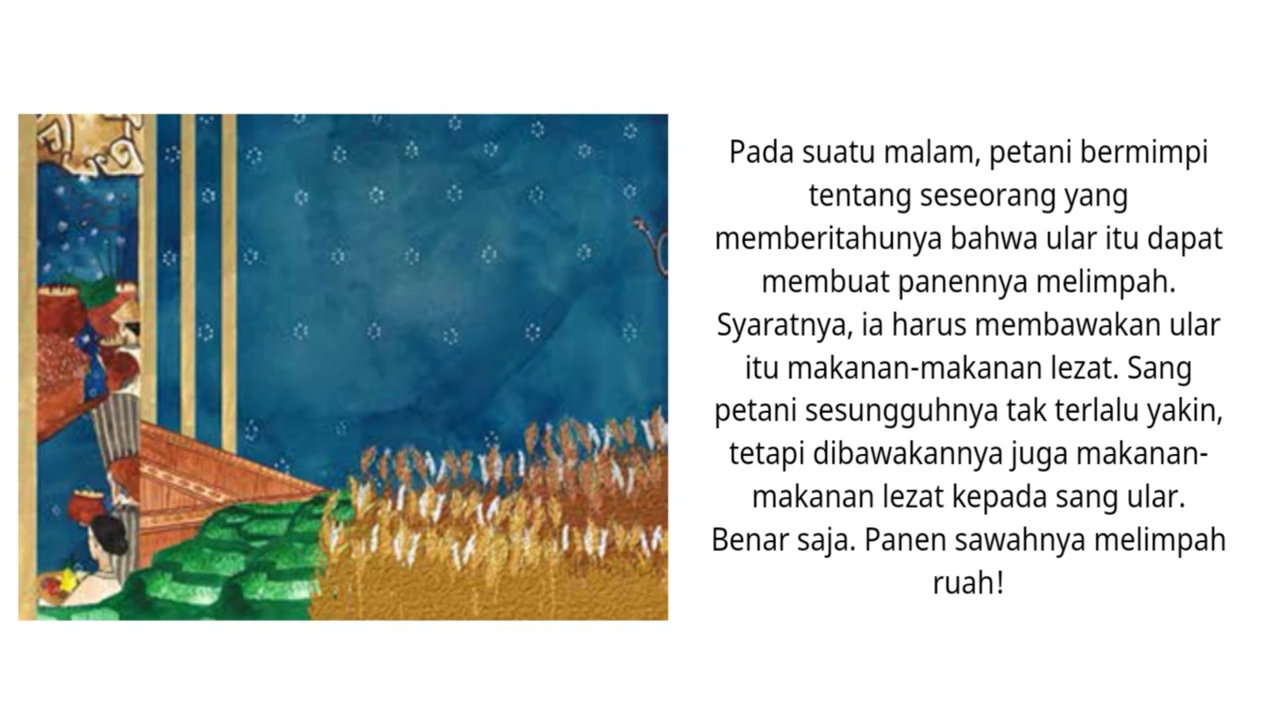 Pada suatu malam, petani bermimpi
tentang seseorang yang
memberitahunya bahwa ular itu dapat
membuat panennya melimpah.
Syaratnya, ia harus membawakan ular
itu makanan-makanan lezat. Sang
petani sesungguhnya tak terlalu yakin,
tetapi dibawakannya juga makanan-
makanan lezat kepada sang ular.
Benar saja. Panen sawahnya melimpah
ruah!